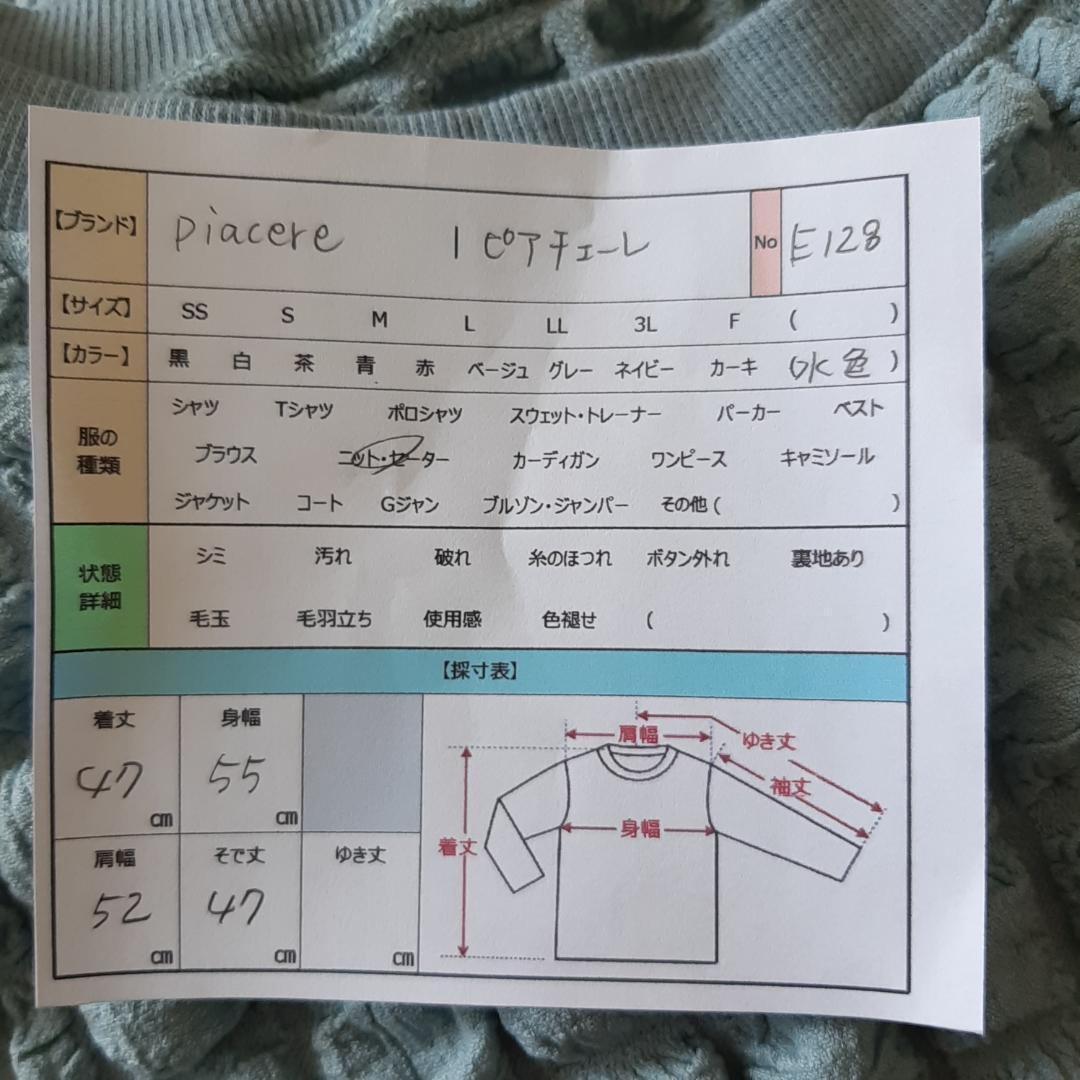 【ブランド】 piacere | ピアチェーレ No E128
【サイズ】 SS S M L LL 3L F ( )
【カラー】 黒 白 茶 青 赤 ベージュ グレー ネイビー カーキ (水色)
服の種類
シャツ Tシャツ ポロシャツ スウェット・トレーナー パーカー ベスト
ブラウス ニット・セーター カーディガン ワンピース キャミソール
ジャケット コート Gジャン ブルゾン・ジャンパー その他( )
状態詳細
シミ 汚れ 破れ 糸のほつれ ボタン外れ 裏地あり
毛玉 毛羽立ち 使用感 色褪せ ( )
【採寸表】
着丈 身幅
47 cm 55 cm
肩幅 そで丈 ゆき丈
52 cm 47 cm cm
肩幅 ゆき丈
袖丈
身幅
着丈